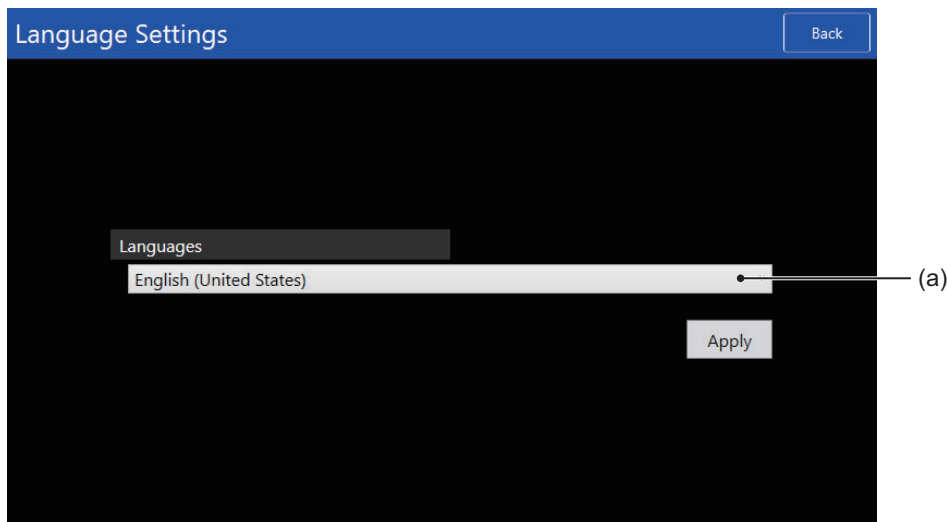 Language Settings
Back
Languages
English (United States)
(a)
Apply